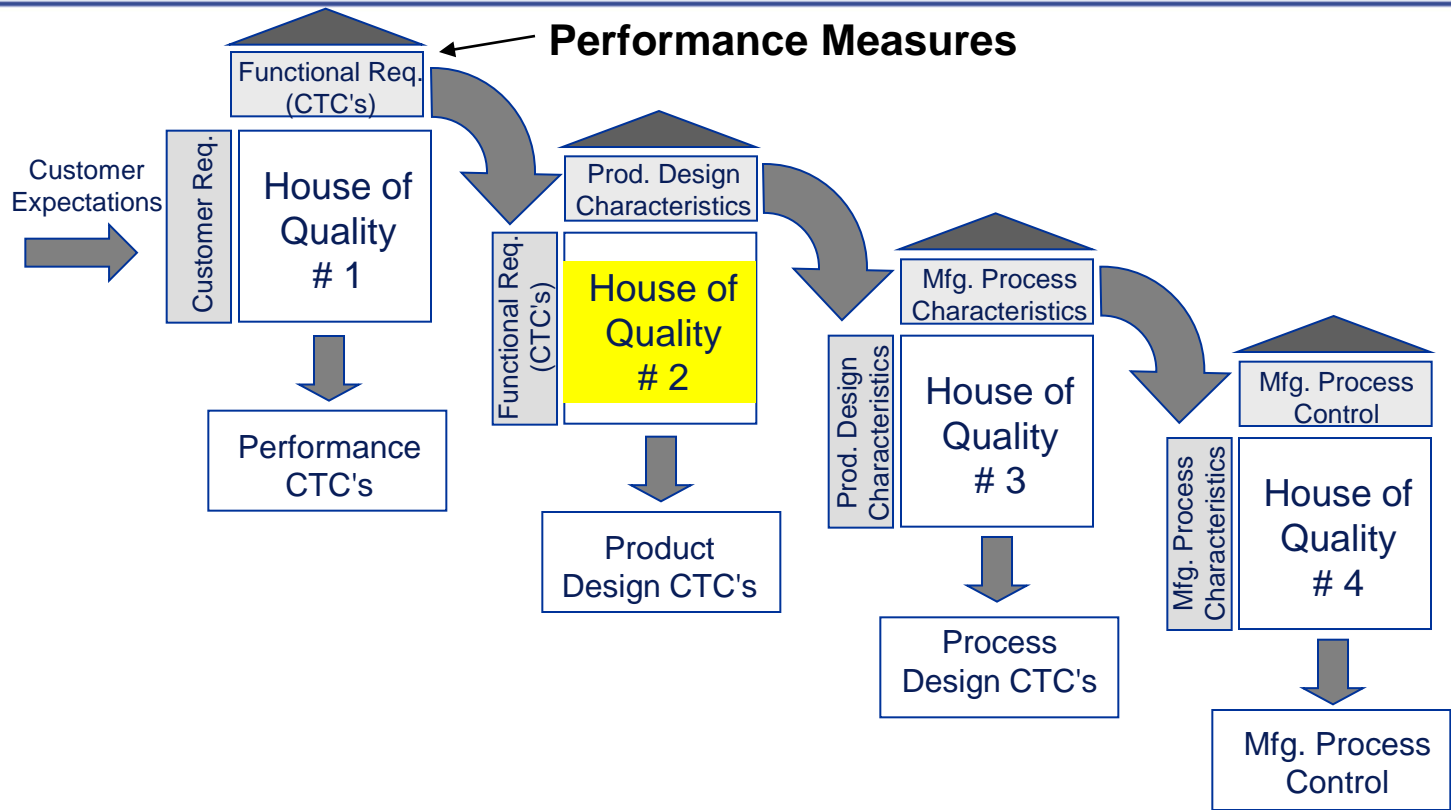 Performance Measures
Functional Req.
(CTC's)
Customer
Expectations
Customer Req.
House of
Quality
# 1
Performance
CTC's
Prod. Design
Characteristics
Functional Req.
(CTC's)
House of
Quality
# 2
Product
Design CTC's
Mfg. Process
Characteristics
Prod. Design
Characteristics
House of
Quality
# 3
Process
Design CTC's
Mfg. Process
Control
Mfg. Process
Characteristics
House of
Quality
# 4
Mfg. Process
Control